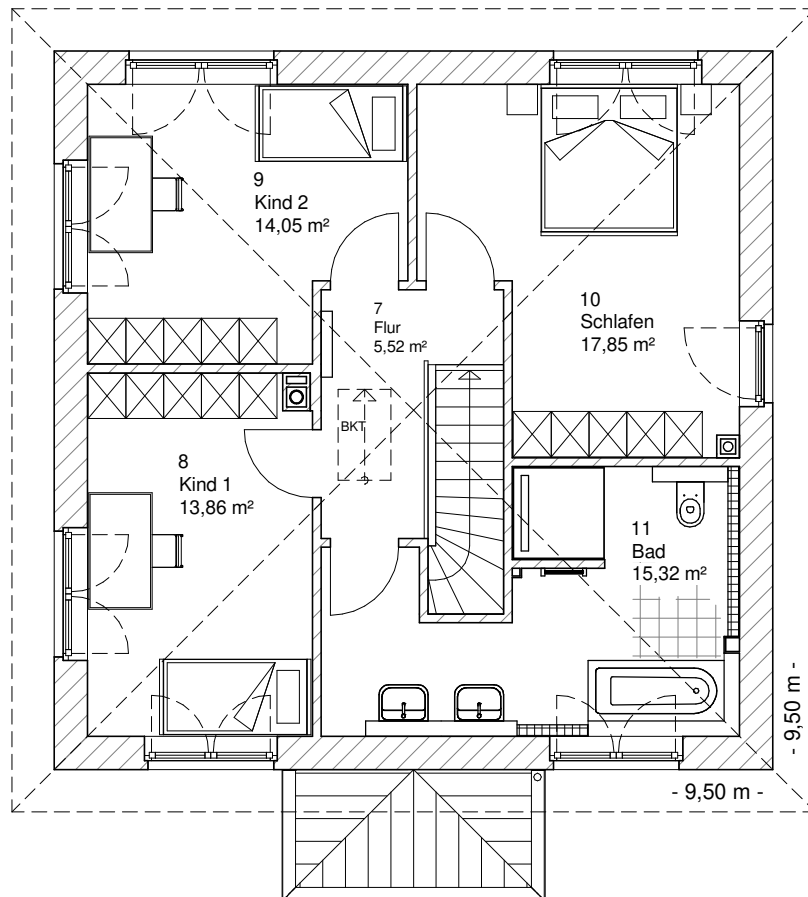 9
Kind 2
14,05 m²
7
Flur
5,52 m²
10
Schlafen
17,85 m²
BKT
8
Kind 1
13,86 m²
11
Bad
15,32 m²
- 9,50 m -
- 9,50 m -